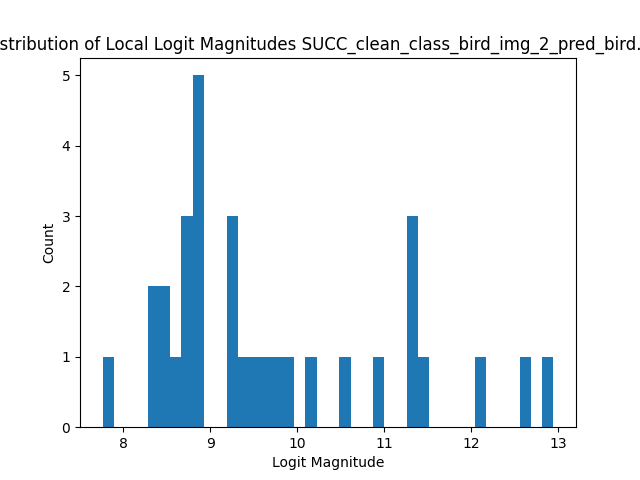 stribution of Local Logit Magnitudes SUCC_clean_class_bird_img_2_pred_bird.
5
4
3
2
1
0
Count
8 9 10 11 12 13
Logit Magnitude